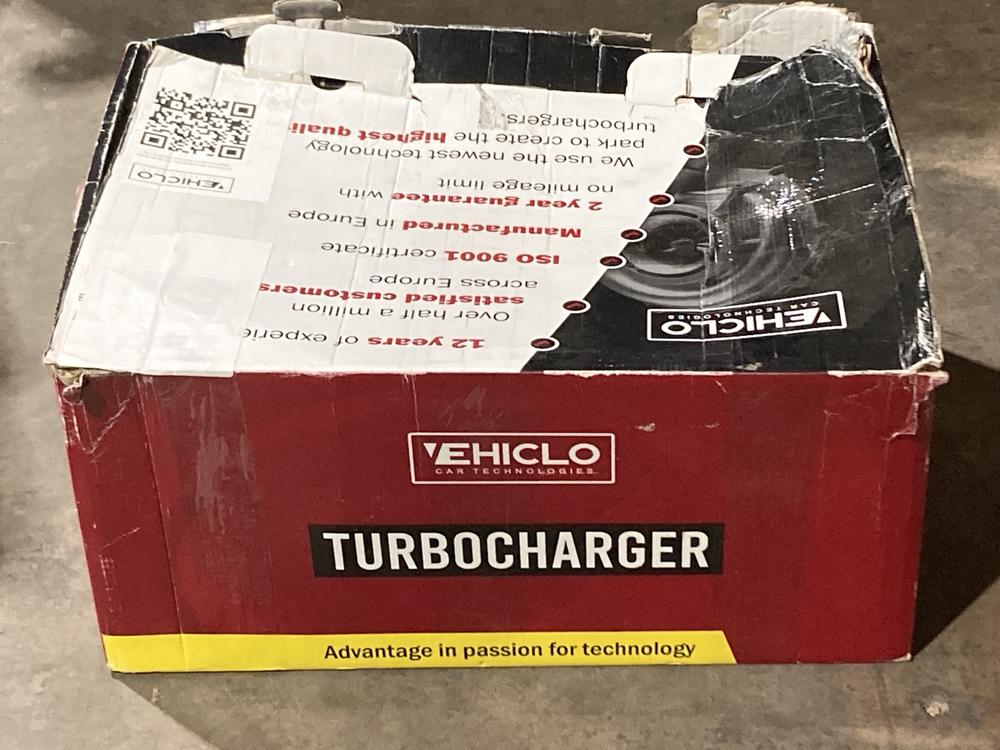 12 years of experie
Over half a million
satisfied customers
across Europe
ISO 9001 certificate
Manufactured in Europe
2 year guarantee with
no mileage limit
We use the newest technology
park to create the highest quali
turbochargers.
VEHICLO
VEHICLO
CAR TECHNOLOGIES
VEHICLO
CAR TECHNOLOGIES
TURBOCHARGER
Advantage in passion for technology